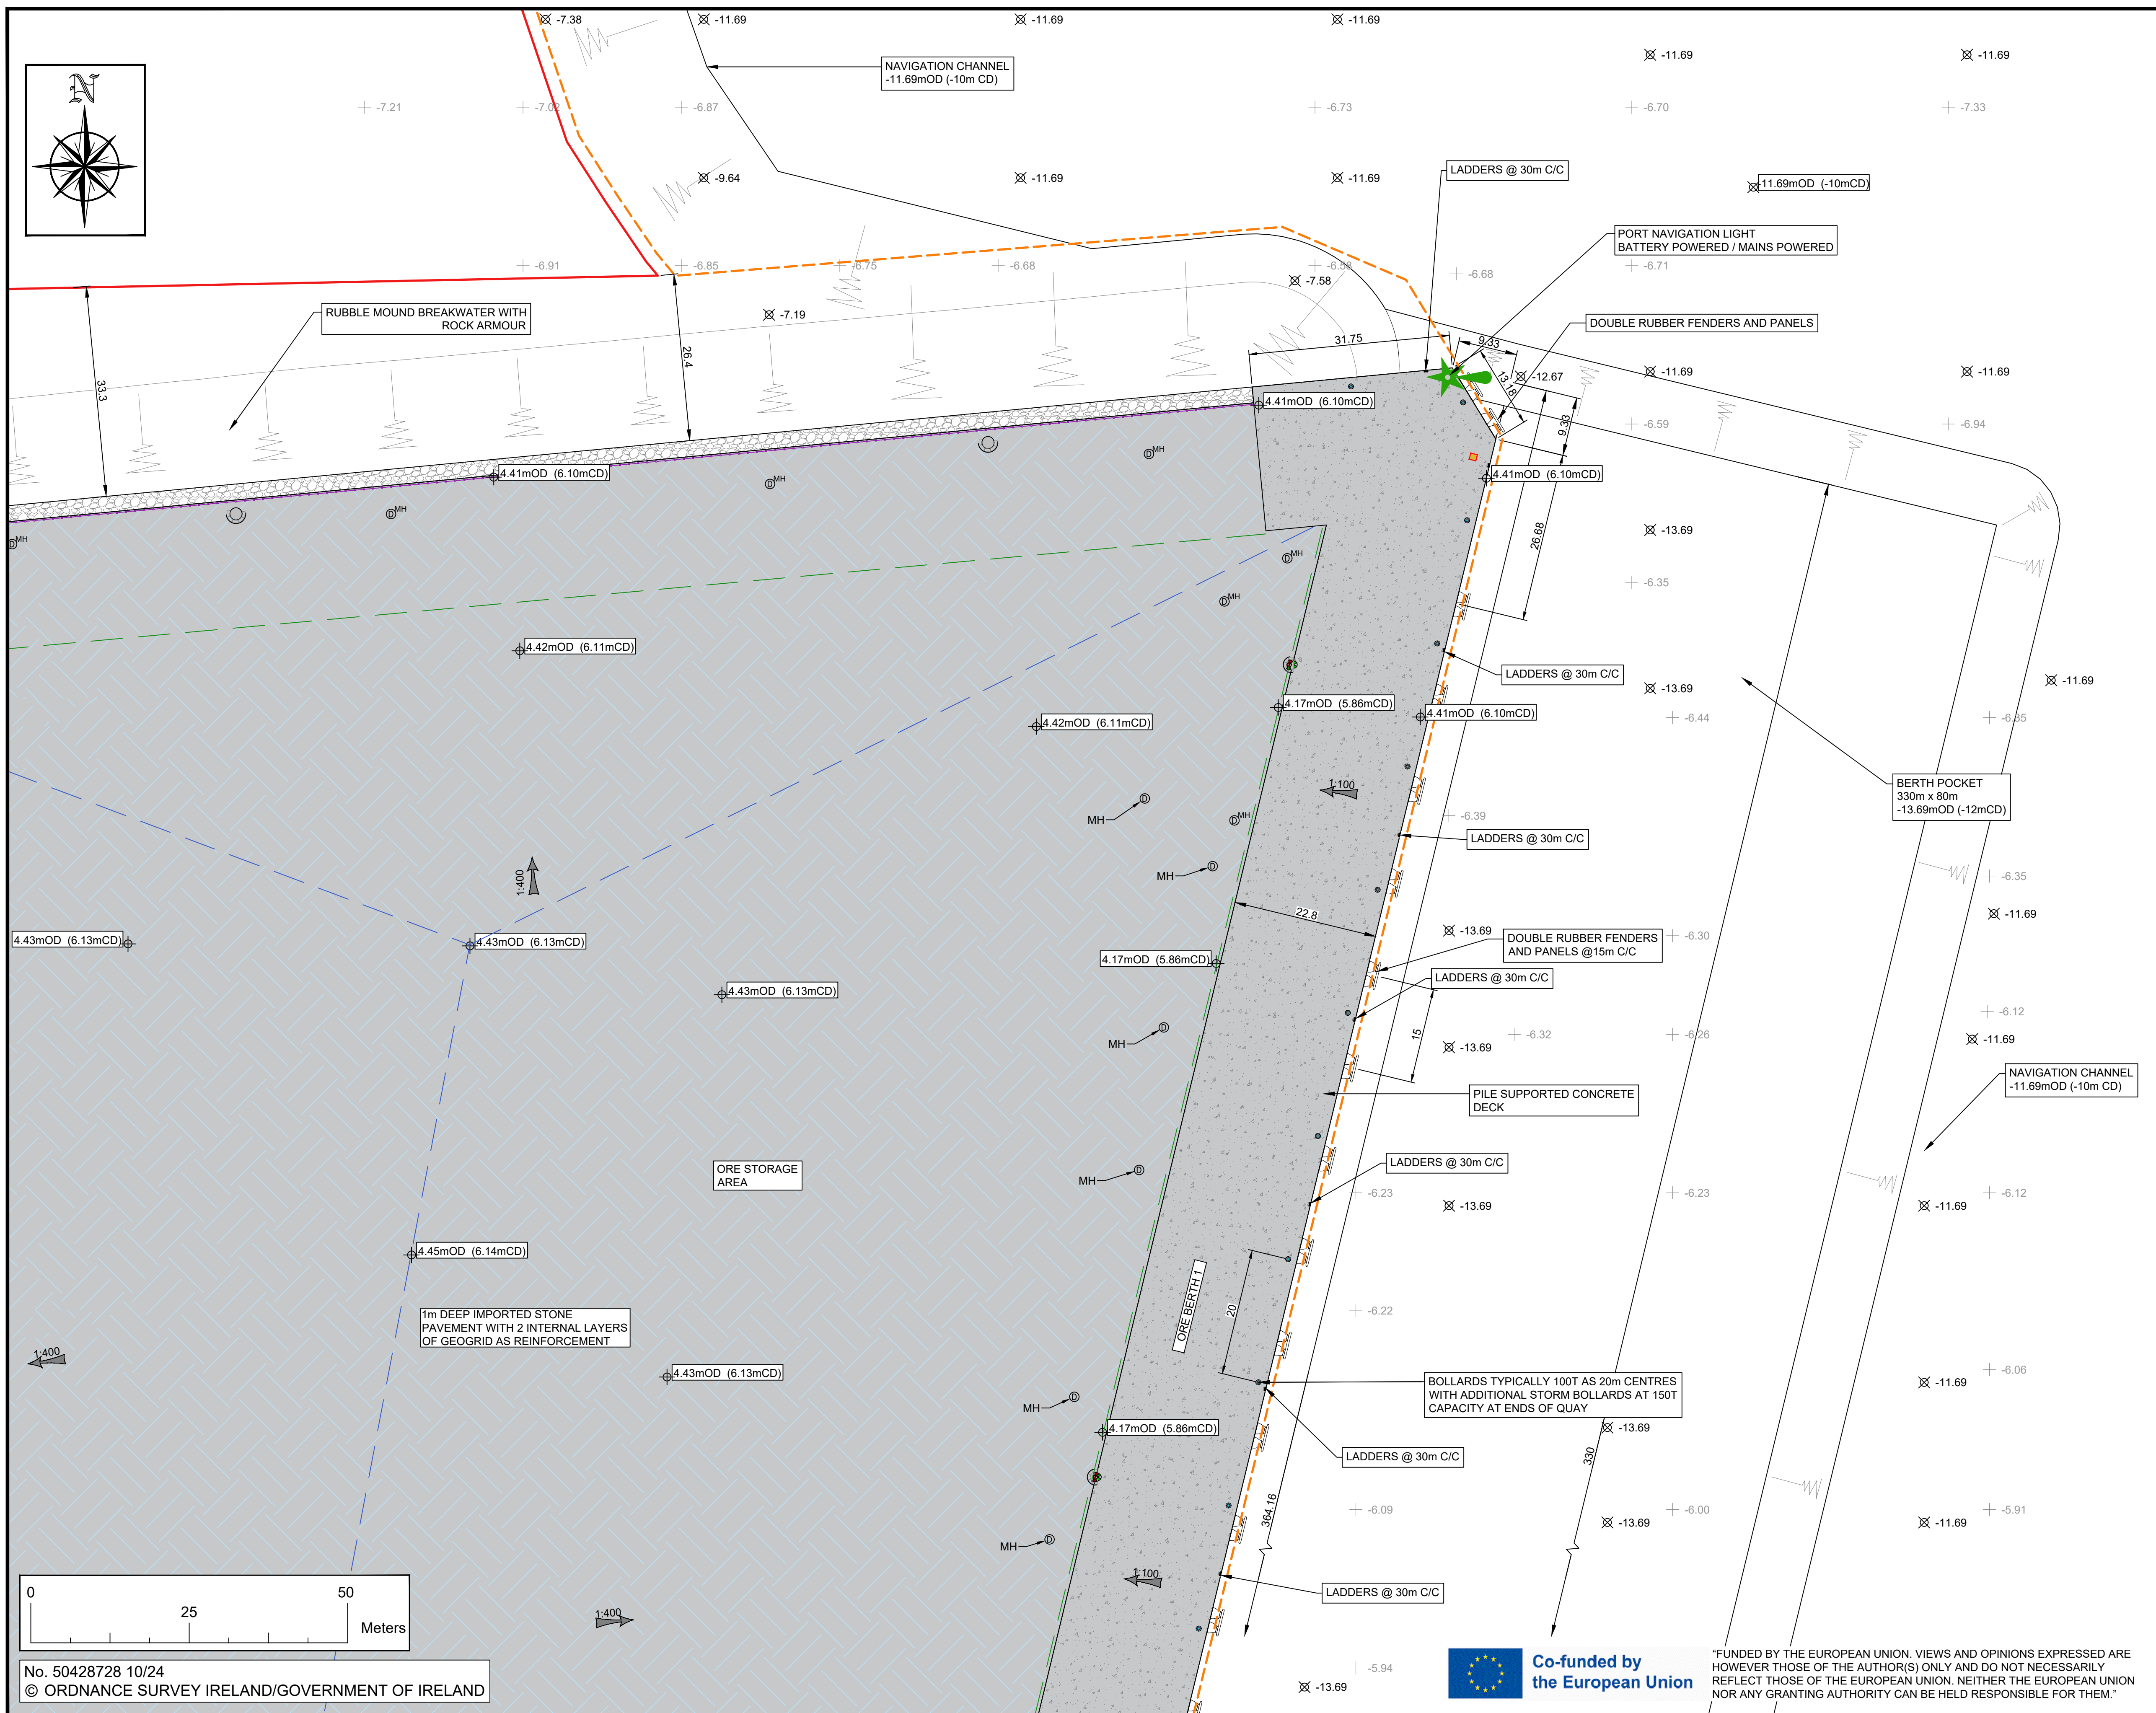 -7.38
-11.69
-11.69
-11.69
-11.69
-11.69
N
NAVIGATION CHANNEL
-11.69mOD (-10m CD)
-7.21
-7.02
-6.87
-6.73
-6.70
-7.33
-9.64
-11.69
-11.69
LADDERS @ 30m C/C
-11.69mOD (-10mCD)
PORT NAVIGATION LIGHT
BATTERY POWERED / MAINS POWERED
-6.91
-6.85
-6.75
-6.68
-6.58
-6.68
-6.71
-7.58
RUBBLE MOUND BREAKWATER WITH
ROCK ARMOUR
-7.19
DOUBLE RUBBER FENDERS AND PANELS
33.3
26.4
31.75
9.33
13.18
-12.67
-11.69
-11.69
9.33
4.41mOD (6.10mCD)
-6.59
-6.94
MH
D
MH
D
MH
D
MH
D
4.41mOD (6.10mCD)
4.41mOD (6.10mCD)
26.68
-13.69
-11.69
D
MH
-6.35
D
MH
4.42mOD (6.11mCD)
LADDERS @ 30m C/C
-13.69
4.17mOD (5.86mCD)
4.41mOD (6.10mCD)
-6.44
-6.35
4.42mOD (6.11mCD)
1:100
BERTH POCKET
330m x 80m
-13.69mOD (-12mCD)
MH
D
D
MH
-6.39
LADDERS @ 30m C/C
1:400
MH
D
-6.35
22.8
-11.69
4.43mOD (6.13mCD)
4.43mOD (6.13mCD)
-13.69
DOUBLE RUBBER FENDERS
AND PANELS @15m C/C
-6.30
4.17mOD (5.86mCD)
LADDERS @ 30m C/C
4.43mOD (6.13mCD)
-6.12
MH
D
15
-6.32
-6.26
-11.69
-13.69
NAVIGATION CHANNEL
-11.69mOD (-10m CD)
PILE SUPPORTED CONCRETE
DECK
ORE STORAGE
AREA
MH
D
LADDERS @ 30m C/C
-6.23
-6.23
-6.12
-13.69
-11.69
4.45mOD (6.14mCD)
ORE BERTH 1
20
-6.22
1m DEEP IMPORTED STONE
PAVEMENT WITH 2 INTERNAL LAYERS
OF GEOGRID AS REINFORCEMENT
1:400
4.43mOD (6.13mCD)
-6.06
BOLLARDS TYPICALLY 100T AS 20m CENTRES
WITH ADDITIONAL STORM BOLLARDS AT 150T
CAPACITY AT ENDS OF QUAY
-11.69
MH
D
4.17mOD (5.86mCD)
-13.69
LADDERS @ 30m C/C
330
364.16
-6.09
-6.00
-5.91
-13.69
-11.69
MH
D
1:100
LADDERS @ 30m C/C
1:400
0
50
25
Meters
-5.94
-13.69
No. 50428728 10/24
© ORDNANCE SURVEY IRELAND/GOVERNMENT OF IRELAND
Co-funded by
the European Union
"FUNDED BY THE EUROPEAN UNION. VIEWS AND OPINIONS EXPRESSED ARE
HOWEVER THOSE OF THE AUTHOR(S) ONLY AND DO NOT NECESSARILY
REFLECT THOSE OF THE EUROPEAN UNION. NEITHER THE EUROPEAN UNION
NOR ANY GRANTING AUTHORITY CAN BE HELD RESPONSIBLE FOR THEM."